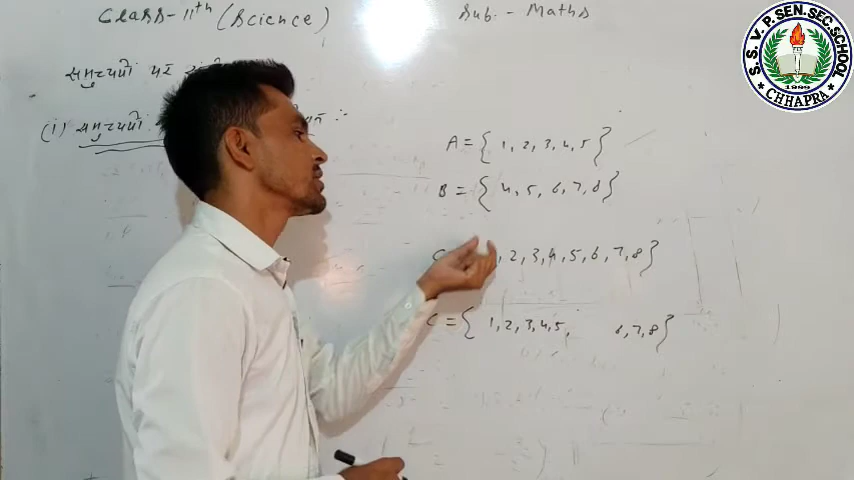 Class-11th (Science)
Sub:- Maths
समुच्चयों पर
(i) समुच्चयों
A = { 1, 2, 3, 4, 5 }
B = { 4, 5, 6, 7, 8 }
, 2, 3, 4, 5, 6, 7, 8 }
C = { 1, 2, 3, 4, 5, 6, 7, 8 }
S. S. V. P. SEN. SEC. SCHOOL
1999
CHHAPRA